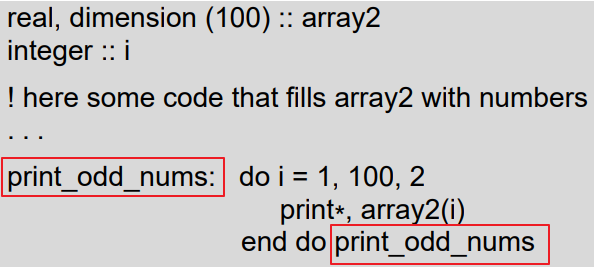 real, dimension (100) :: array2
integer :: i
! here some code that fills array2 with numbers
. . .
print_odd_nums: do i = 1, 100, 2
print*, array2(i)
end do print_odd_nums